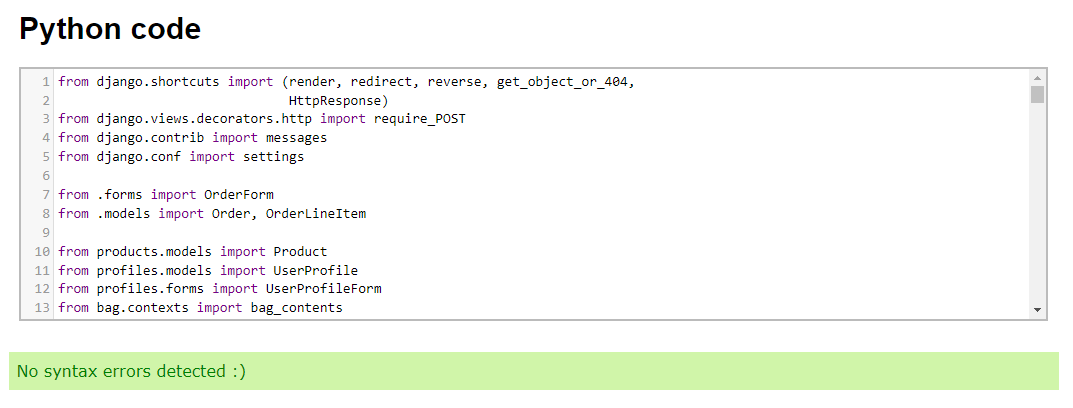 Python code
1 from django.shortcuts import (render, redirect, reverse, get_object_or_404,
2                               HttpResponse)
3 from django.views.decorators.http import require_POST
4 from django.contrib import messages
5 from django.conf import settings
6
7 from .forms import OrderForm
8 from .models import Order, OrderLineItem
9
10 from products.models import Product
11 from profiles.models import UserProfile
12 from profiles.forms import UserProfileForm
13 from bag.contexts import bag_contents
No syntax errors detected :)